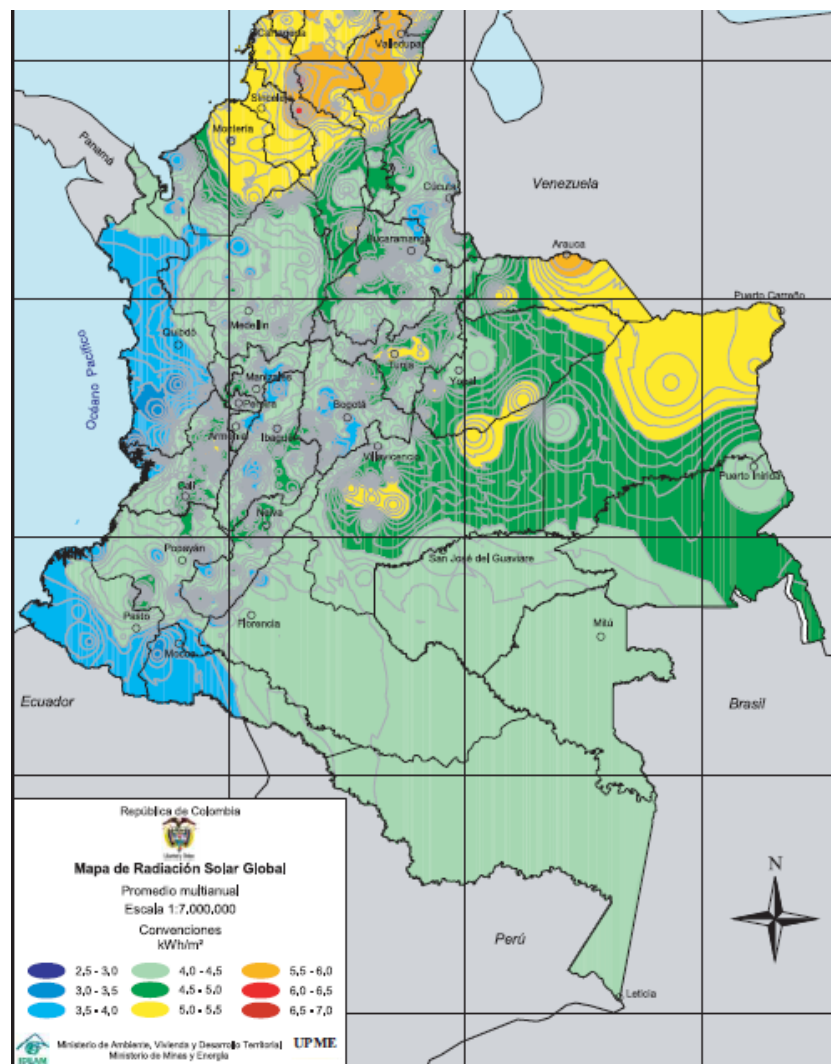 Cartagena
Valledupar
Sincelejo
Montería
Panamá
Cúcuta
Venezuela
Bucaramanga
Arauca
Puerto Carreño
Medellín
Quibdó
Océano Pacífico
Tunja
Yopal
Manizales
Pereira
Bogotá
Armenia
Ibagué
Villavicencio
Puerto Inírida
Cali
Neiva
Popayán
San José del Guaviare
Florencia
Mitú
Pasto
Mocoa
Ecuador
Brasil
República de Colombia
Libertad y Orden
Mapa de Radiación Solar Global
Promedio multianual
Escala 1:7.000.000
Convenciones
kWh/m²
2,5 - 3,0 4,0 - 4,5 5,5 - 6,0
3,0 - 3,5 4,5 - 5,0 6,0 - 6,5
3,5 - 4,0 5,0 - 5,5 6,5 - 7,0
IDEAM
Ministerio de Ambiente, Vivienda y Desarrollo Territorial
Ministerio de Minas y Energía
UPME
N
Perú
Leticia